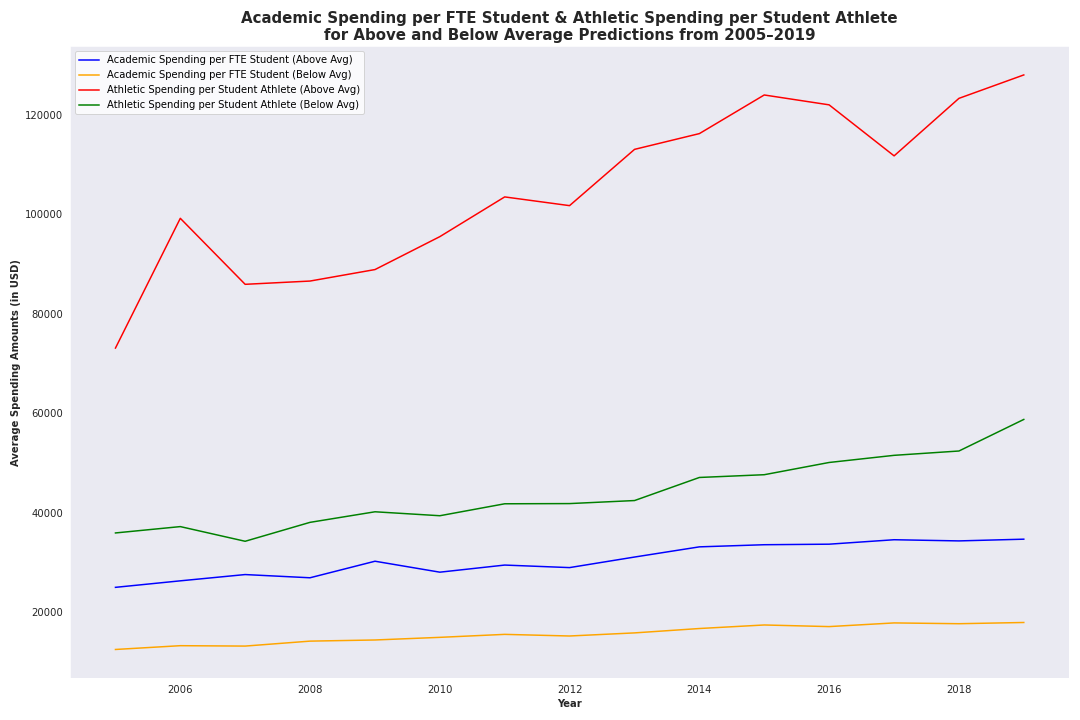 Academic Spending per FTE Student & Athletic Spending per Student Athlete
for Above and Below Average Predictions from 2005–2019
Academic Spending per FTE Student (Above Avg)
Academic Spending per FTE Student (Below Avg)
Athletic Spending per Student Athlete (Above Avg)
Athletic Spending per Student Athlete (Below Avg)
Average Spending Amounts (in USD)
120000
100000
80000
60000
40000
20000
2006 2008 2010 2012 2014 2016 2018
Year